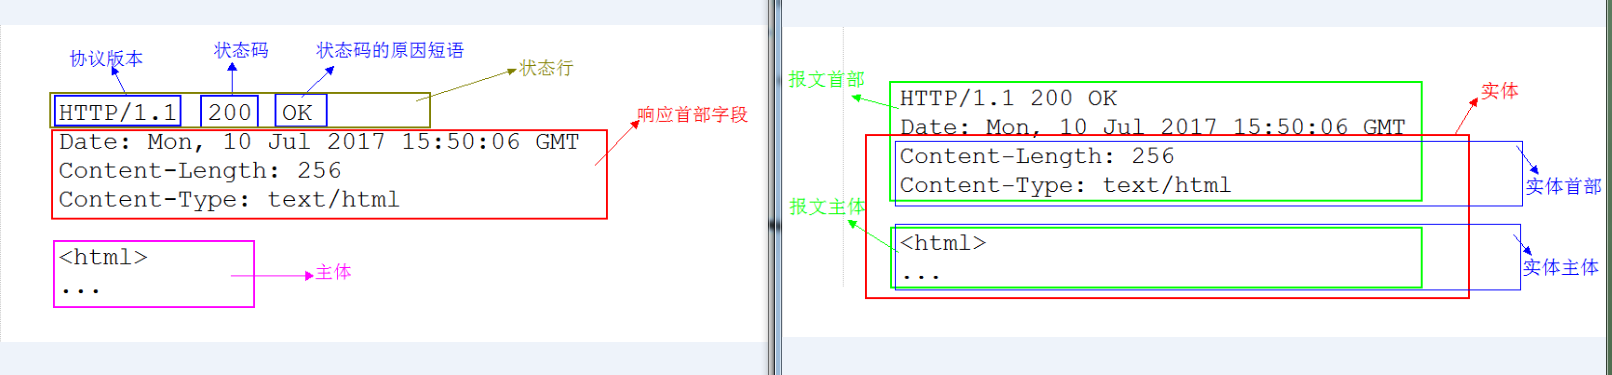 协议版本
状态码
状态码的原因短语
状态行
HTTP/1.1 200 OK
响应首部字段
Date: Mon, 10 Jul 2017 15:50:06 GMT
Content-Length: 256
Content-Type: text/html
<html>
...
主体
报文首部
实体
HTTP/1.1 200 OK
Date: Mon, 10 Jul 2017 15:50:06 GMT
Content-Length: 256
Content-Type: text/html
实体首部
报文主体
<html>
...
实体主体